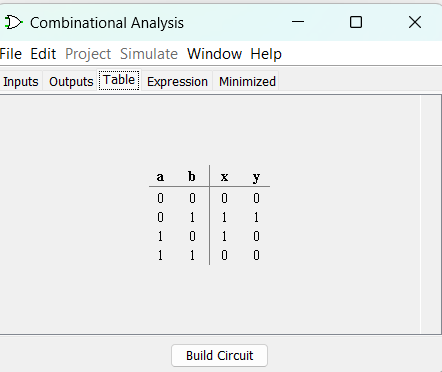 Combinational Analysis
File Edit Project Simulate Window Help
Inputs Outputs Table Expression Minimized
a b x y
0 0 0 0
0 1 1 1
1 0 1 0
1 1 0 0
Build Circuit